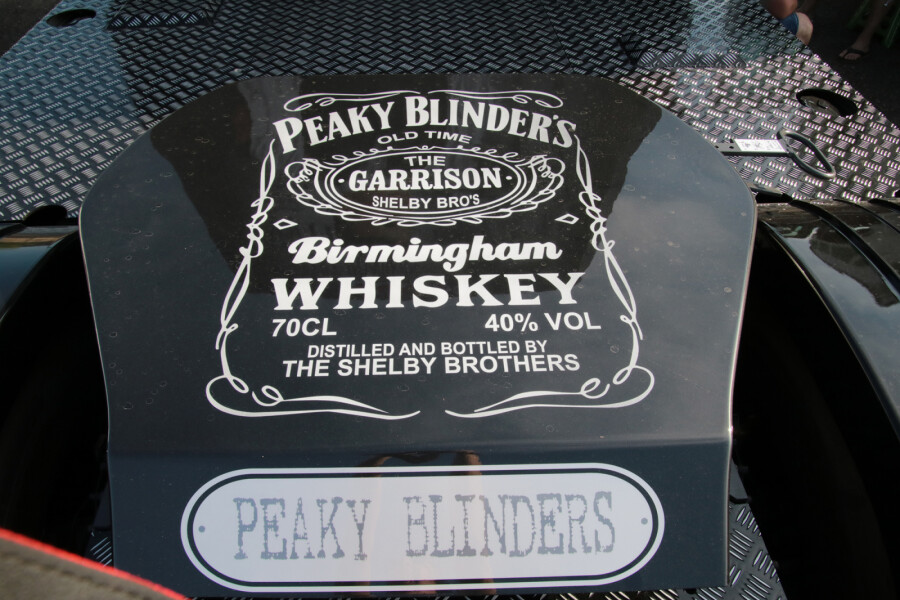 PEAKY BLINDER'S
OLD TIME
THE
GARRISON
SHELBY BRO'S
Birmingham
WHISKEY
70CL 40% VOL
DISTILLED AND BOTTLED BY
THE SHELBY BROTHERS
PEAKY BLINDERS